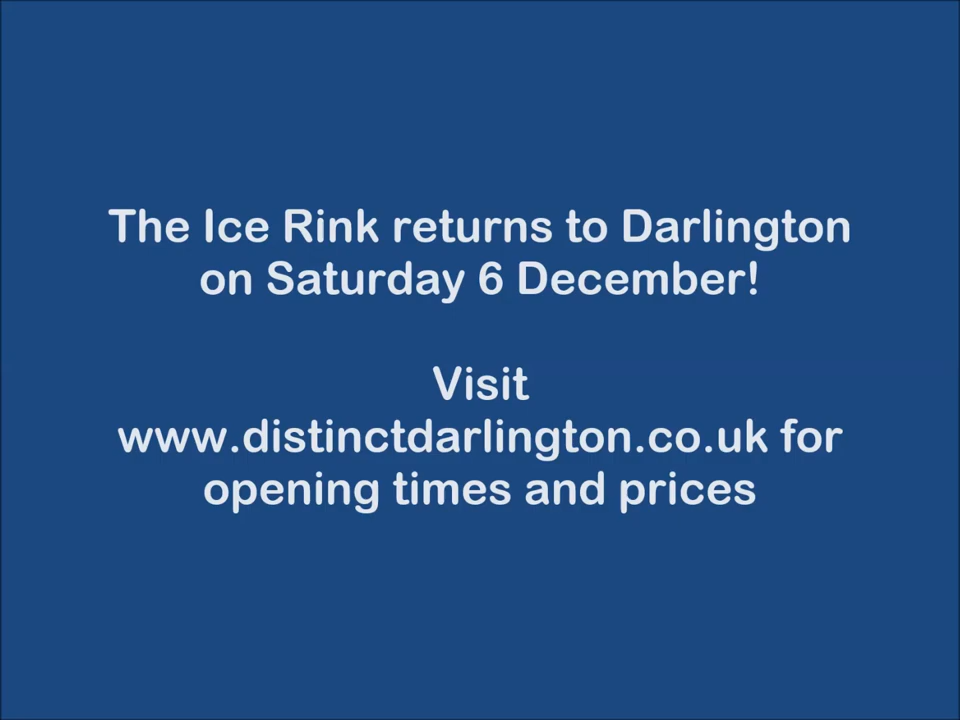 The Ice Rink returns to Darlington
on Saturday 6 December!
Visit
www.distinctdarlington.co.uk for
opening times and prices